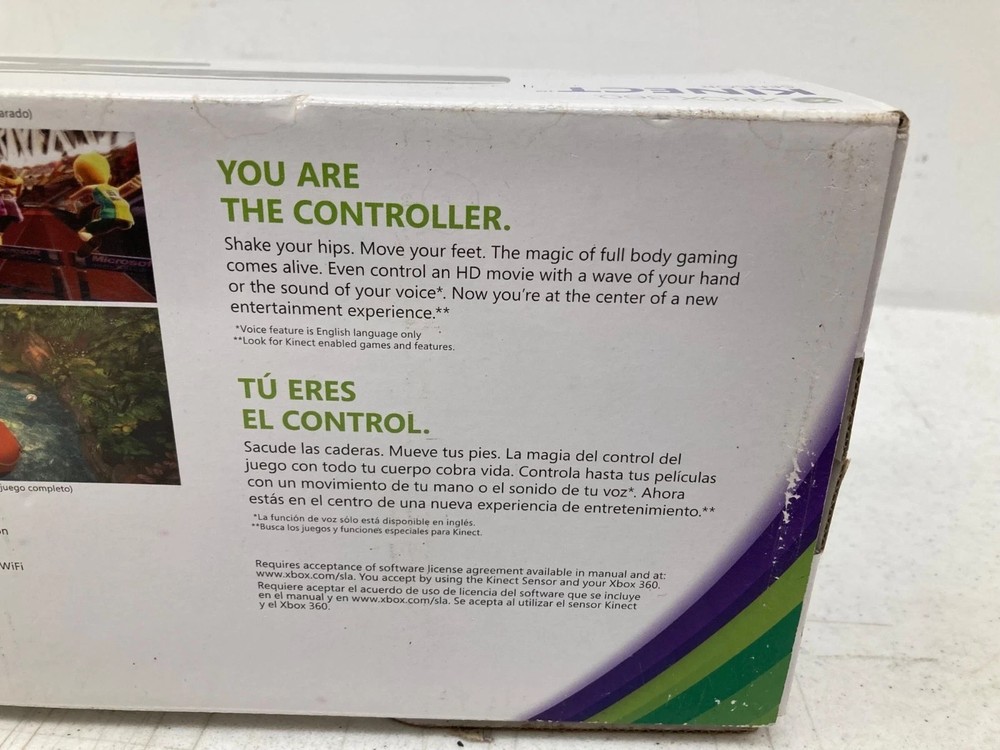 XBOX 360
KINECT
arado)
Microsoft
YOU ARE
THE CONTROLLER.
Shake your hips. Move your feet. The magic of full body gaming
comes alive. Even control an HD movie with a wave of your hand
or the sound of your voice*. Now you're at the center of a new
entertainment experience.**
*Voice feature is English language only
**Look for Kinect enabled games and features.
TÚ ERES
EL CONTROL.
Sacude las caderas. Mueve tus pies. La magia del control del
juego con todo tu cuerpo cobra vida. Controla hasta tus películas
con un movimiento de tu mano o el sonido de tu voz*. Ahora
estás en el centro de una nueva experiencia de entretenimiento.**
*La función de voz sólo está disponible en inglés.
**Busca los juegos y funciones especiales para Kinect.
juego completo)
on
WiFi
Requires acceptance of software license agreement available in manual and at:
www.xbox.com/sla. You accept by using the Kinect Sensor and your Xbox 360.
Requiere aceptar el acuerdo de uso de licencia del software que se incluye
en el manual y en www.xbox.com/sla. Se acepta al utilizar el sensor Kinect
y el Xbox 360.